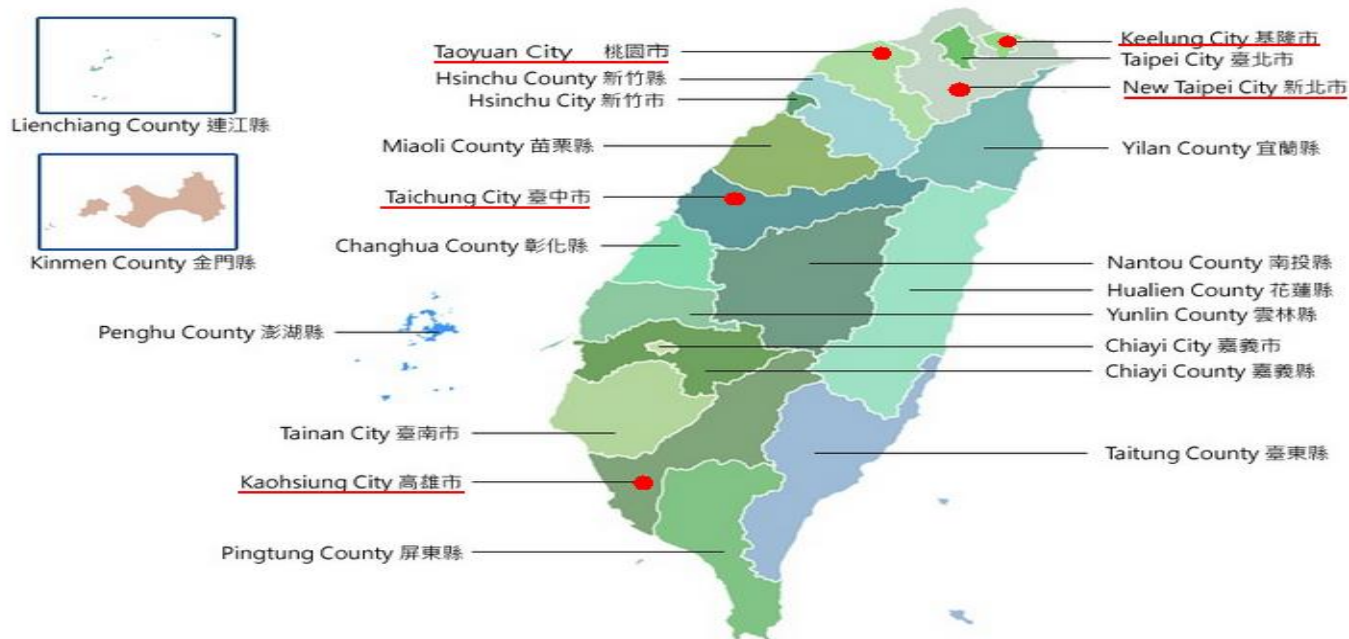 Taoyuan City 桃園市
Hsinchu County 新竹縣
Hsinchu City 新竹市
Miaoli County 苗栗縣
Taichung City 臺中市
Changhua County 彰化縣
Lienchiang County 連江縣
Kinmen County 金門縣
Penghu County 澎湖縣
Tainan City 臺南市
Kaohsiung City 高雄市
Pingtung County 屏東縣
Keelung City 基隆市
Taipei City 臺北市
New Taipei City 新北市
Yilan County 宜蘭縣
Nantou County 南投縣
Hualien County 花蓮縣
Yunlin County 雲林縣
Chiayi City 嘉義市
Chiayi County 嘉義縣
Taitung County 臺東縣